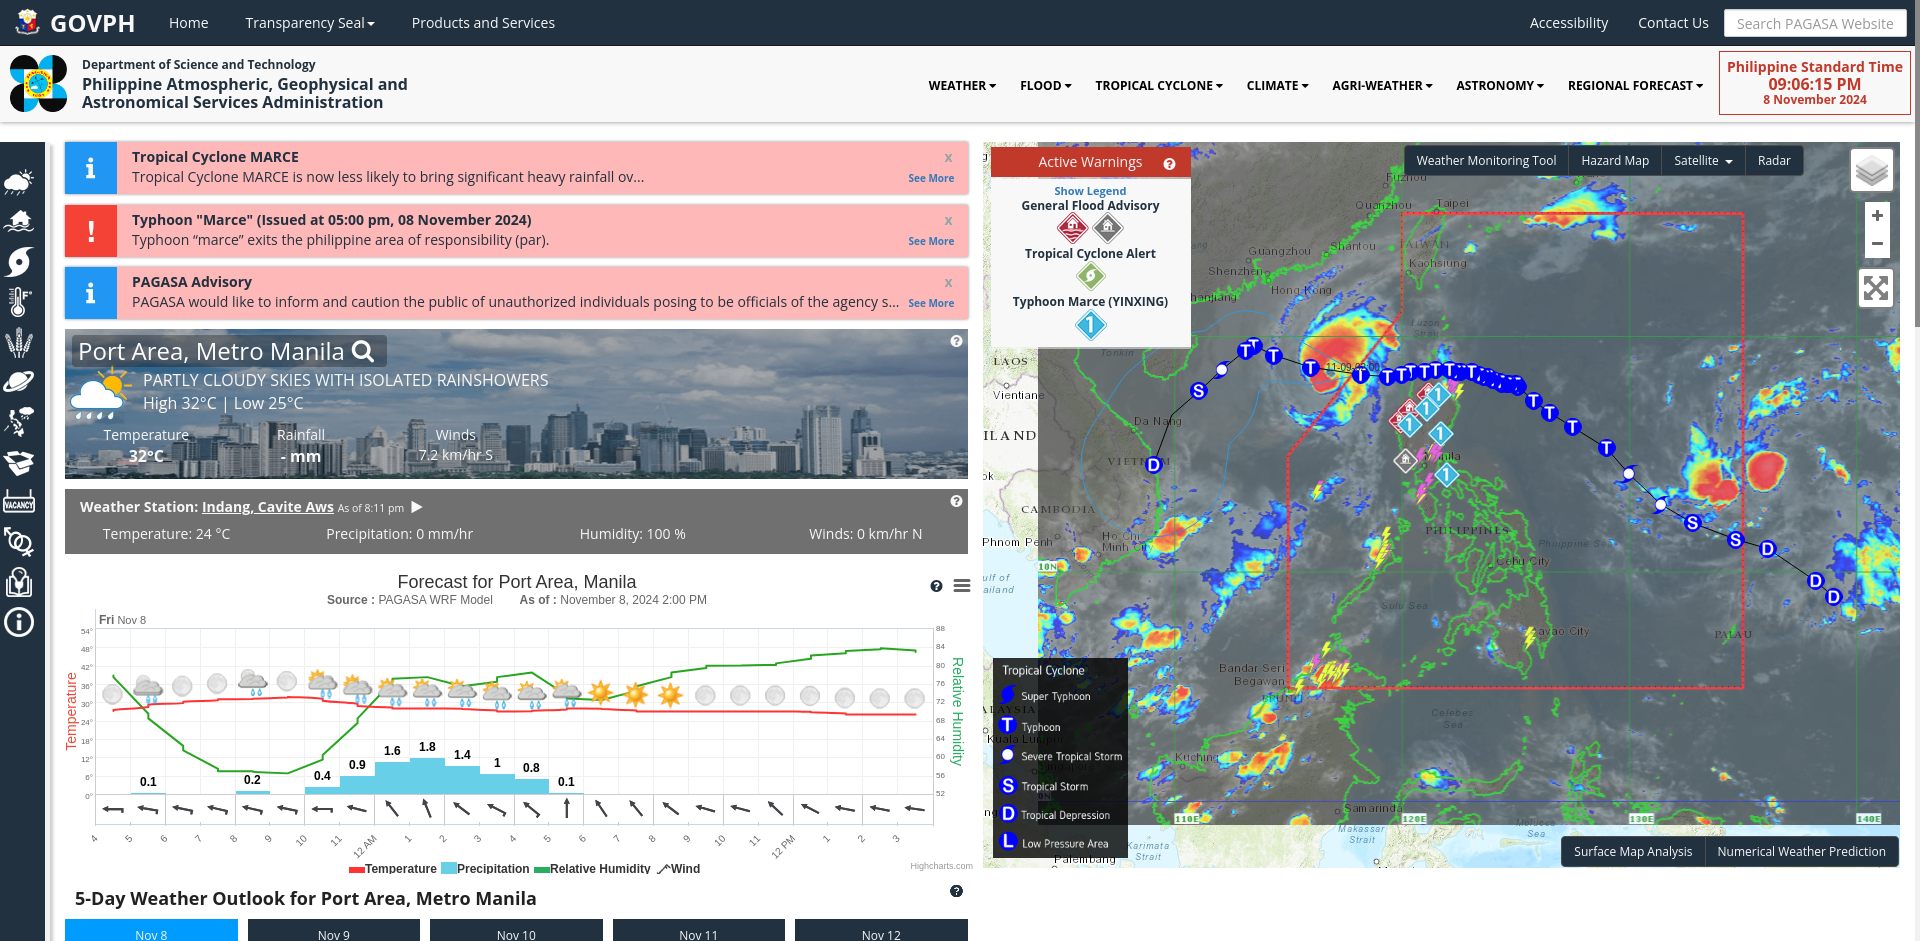 GOVPH
Home
Transparency Seal
Products and Services
Accessibility
Contact Us
Search PAGASA Website
Department of Science and Technology
Philippine Atmospheric, Geophysical and
Astronomical Services Administration
WEATHER
FLOOD
TROPICAL CYCLONE
CLIMATE
AGRI-WEATHER
ASTRONOMY
REGIONAL FORECAST
Philippine Standard Time
09:06:15 PM
8 November 2024
Tropical Cyclone MARCE
x
Tropical Cyclone MARCE is now less likely to bring significant heavy rainfall ov...
See More
Typhoon "Marce" (Issued at 05:00 pm, 08 November 2024)
x
Typhoon “marce” exits the philippine area of responsibility (par).
See More
PAGASA Advisory
x
PAGASA would like to inform and caution the public of unauthorized individuals posing to be officials of the agency s...
See More
Port Area, Metro Manila
PARTLY CLOUDY SKIES WITH ISOLATED RAINSHOWERS
High 32°C | Low 25°C
Temperature Rainfall Winds
32°C - mm 7.2 km/hr S
Weather Station: Indang, Cavite Aws As of 8:11 pm
Temperature: 24 °C Precipitation: 0 mm/hr Humidity: 100 % Winds: 0 km/hr N
Forecast for Port Area, Manila
Source : PAGASA WRF Model As of : November 8, 2024 2:00 PM
Fri Nov 8
54°
48°
42°
36°
30°
24°
18°
12°
6°
0°
Temperature
88
84
80
76
72
68
64
60
56
52
Relative Humidity
0.1 0.2 0.4 0.9 1.6 1.8 1.4 1 0.8 0.1
4 5 6 7 8 9 10 11 12 AM 1 2 3 4 5 6 7 8 9 10 11 12 PM 1 2 3
Temperature Precipitation Relative Humidity Wind
Highcharts.com
5-Day Weather Outlook for Port Area, Metro Manila
Nov 8 Nov 9 Nov 10 Nov 11 Nov 12
Active Warnings
Show Legend
General Flood Advisory
Tropical Cyclone Alert
Typhoon Marce (YINXING)
1
Weather Monitoring Tool
Hazard Map
Satellite
Radar
+
−
Fuzhou
Quanzhou
Taipei
Shantou
TAIWAN
Guangzhou
Kaohsiung
Shenzhen
Hong Kong
hanjiang
Luzon
Strait
Tonkin
LAOS
Vientiane
Da Nang
ILAND
VIETNAM
ok
CAMBODIA
Phnom Penh
Ho Chi
Minh City
ulf of
ailand
10N
PHILIPPINES
Philippine Sea
Cebu City
Sulu Sea
avao City
PALAU
Bandar Seri
Begawan
BRUNEI
Celebes
Sea
ALAYSIA
Kuala Lumpur
Kuching
Samarinda
Makassar
Strait
Molucca
Sea
Karimata
Strait
Palembang
110E
120E
130E
140E
Tropical Cyclone
Super Typhoon
T Typhoon
Severe Tropical Storm
S Tropical Storm
D Tropical Depression
L Low Pressure Area
Surface Map Analysis
Numerical Weather Prediction